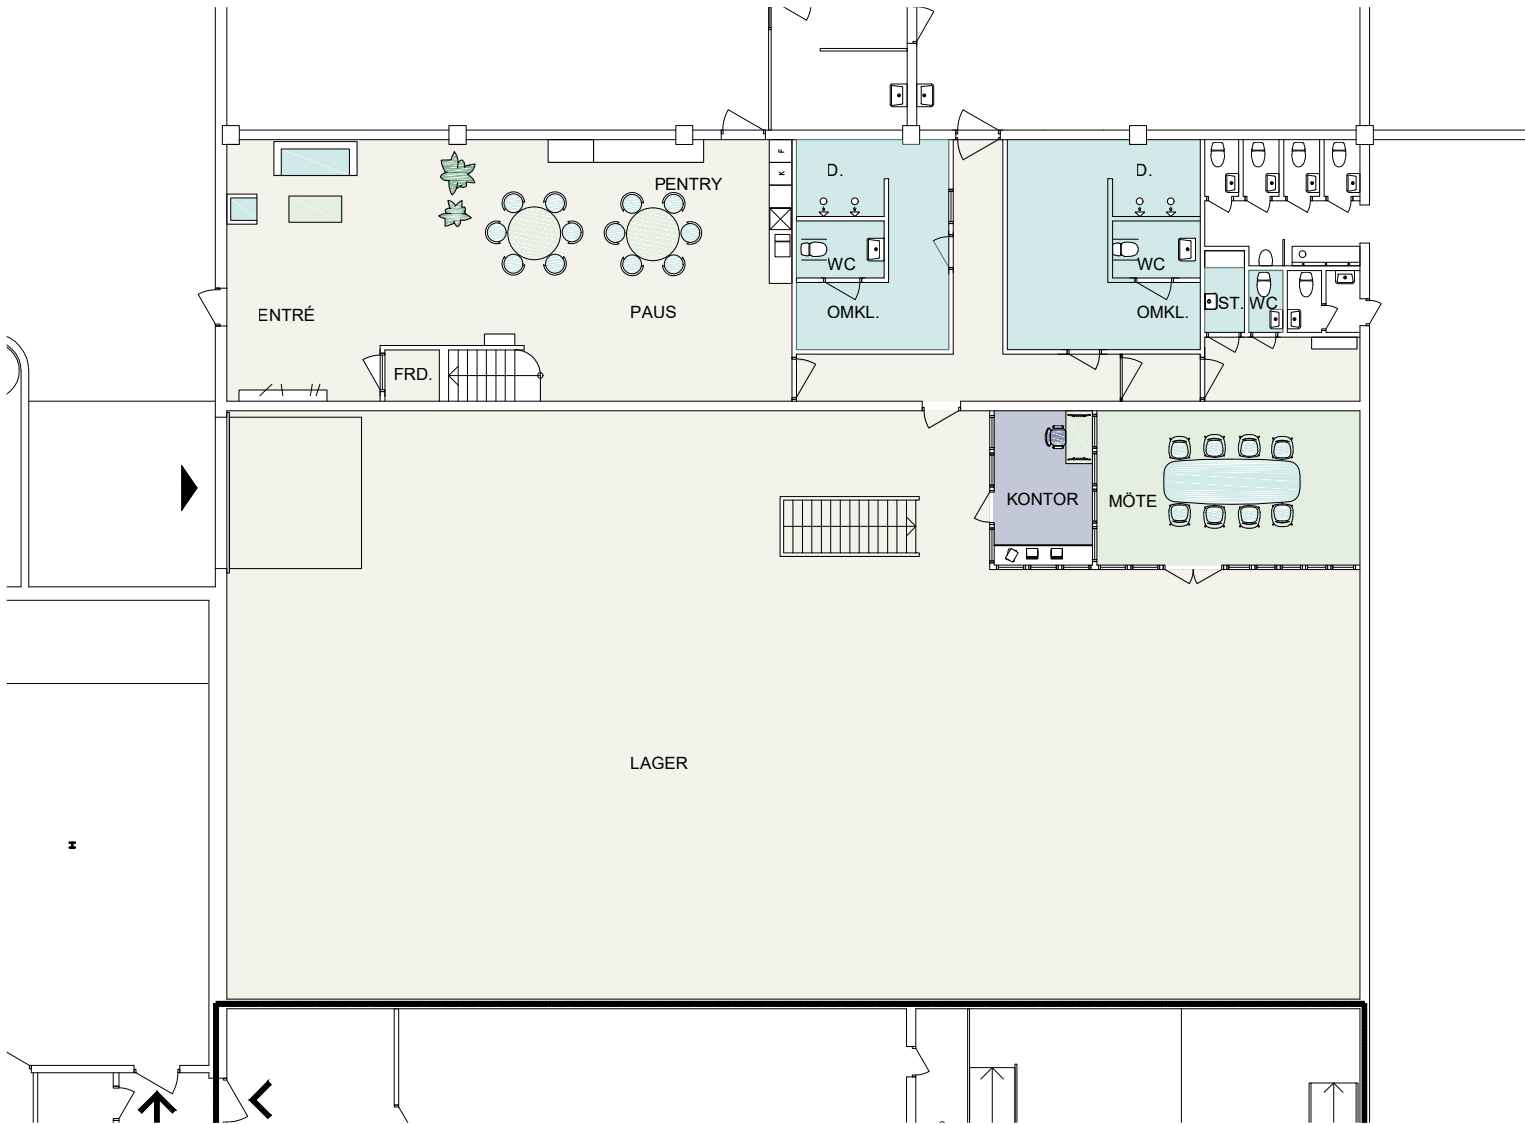 F
K
D.
D.
PENTRY
WC
WC
ENTRÉ
PAUS
OMKL.
OMKL.
ST.
WC
FRD.
KONTOR
MÖTE
LAGER